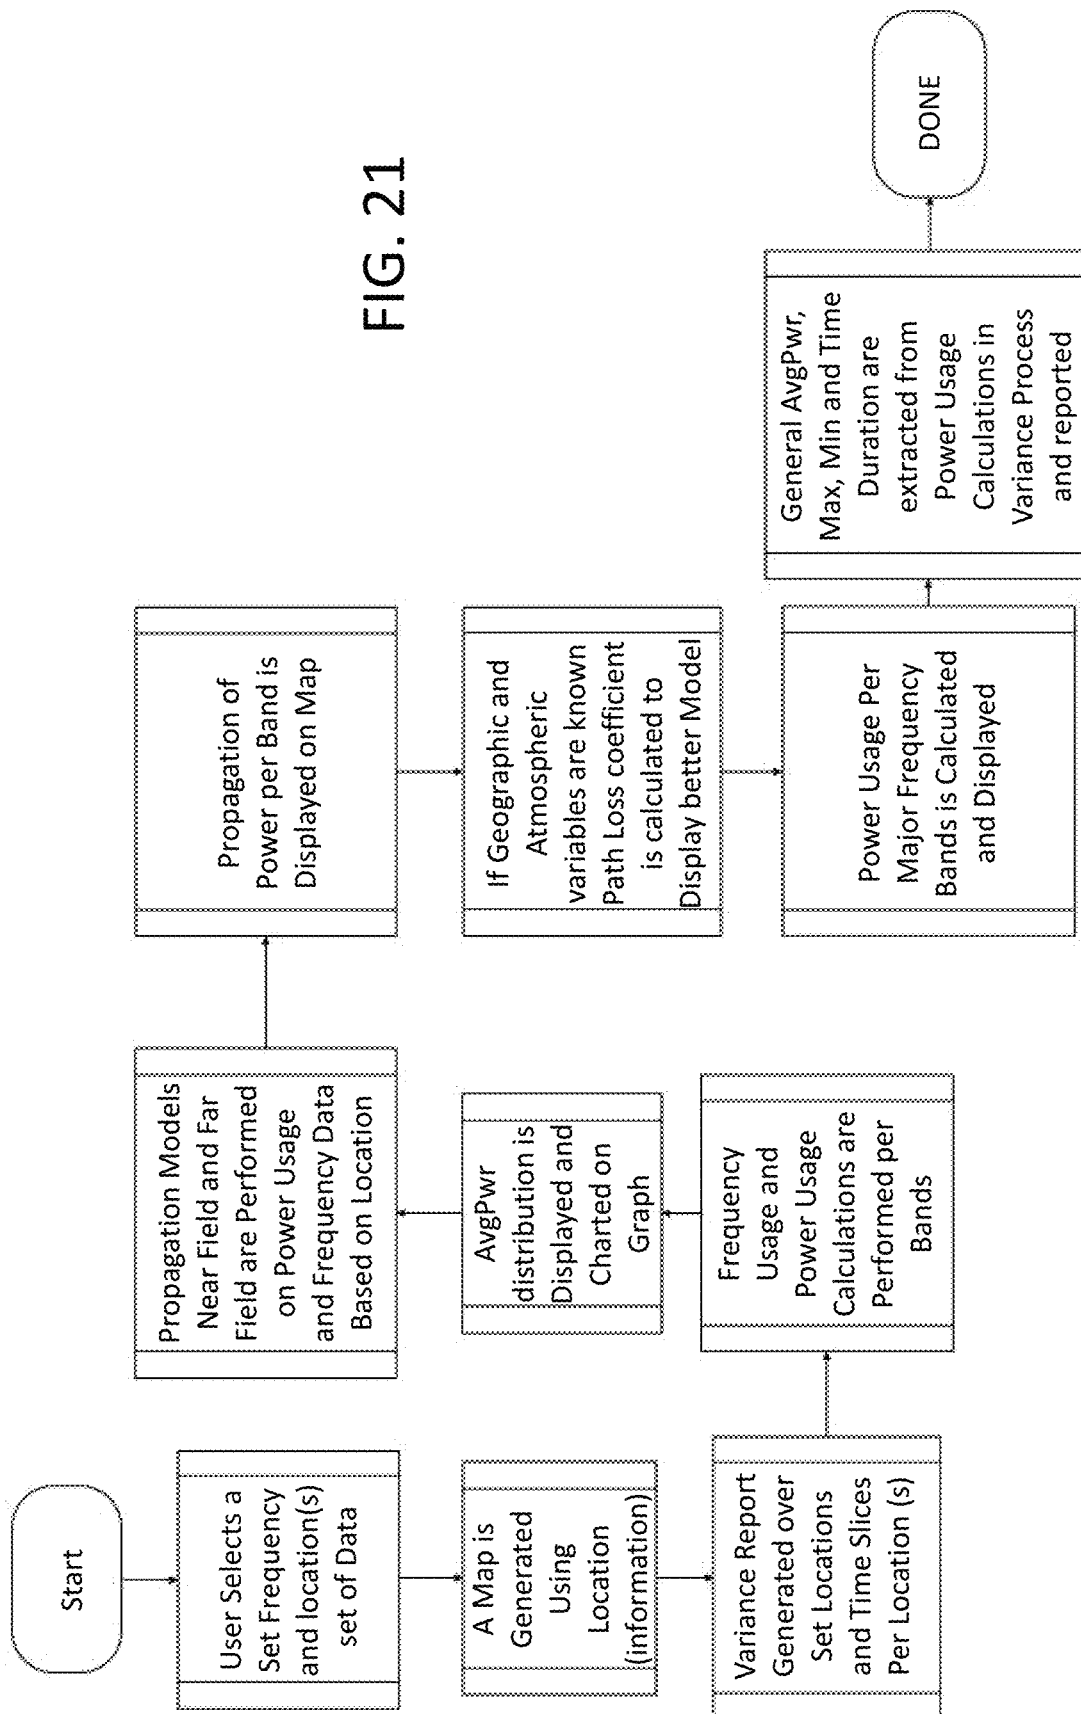 FIG. 21
Start
User Selects a
Set Frequency
and location(s)
set of Data
A Map is
Generated
Using
Location
(information)
Variance Report
Generated over
Set Locations
and Time Slices
Per Location (s)
Frequency
Usage and
Power Usage
Calculations are
Performed per
Bands
AvgPwr
distribution is
Displayed and
Charted on
Graph
Propagation Models
Near Field and Far
Field are Performed
on Power Usage
and Frequency Data
Based on Location
Propagation of
Power per Band is
Displayed on Map
If Geographic and
Atmospheric
variables are known
Path Loss coefficient
is calculated to
Display better Model
Power Usage Per
Major Frequency
Bands is Calculated
and Displayed
General AvgPwr,
Max, Min and Time
Duration are
extracted from
Power Usage
Calculations in
Variance Process
and reported
DONE